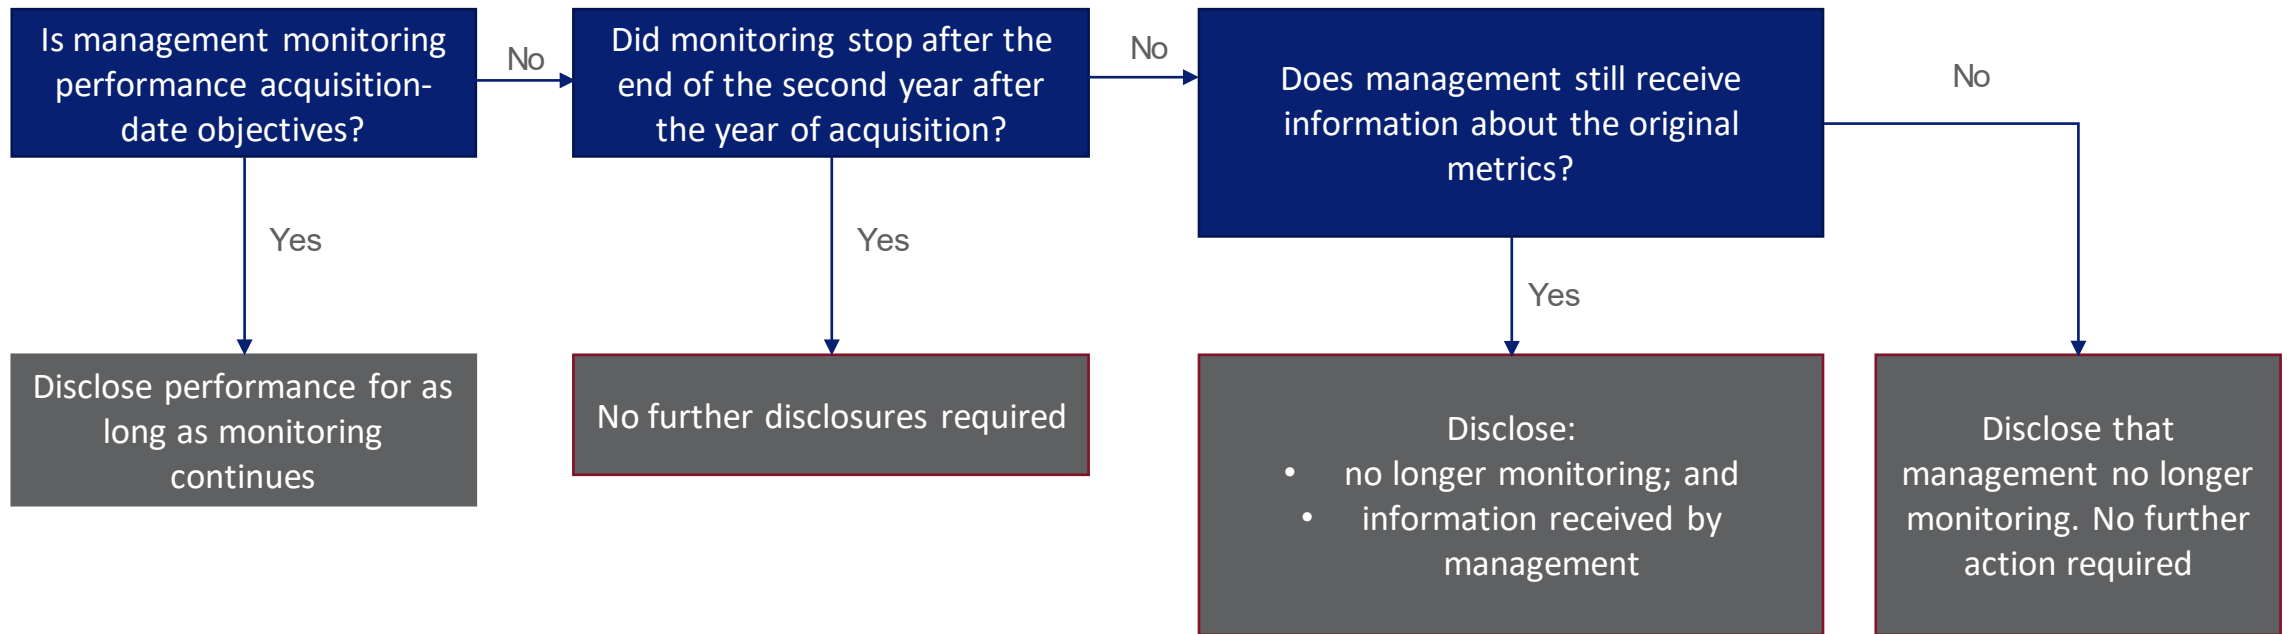 Is management monitoring
performance acquisition-
date objectives?
No
Did monitoring stop after the
end of the second year after
the year of acquisition?
No
Does management still receive
information about the original
metrics?
No
Yes
Yes
Yes
Disclose performance for as
long as monitoring
continues
No further disclosures required
Disclose:
• no longer monitoring; and
• information received by
management
Disclose that
management no longer
monitoring. No further
action required